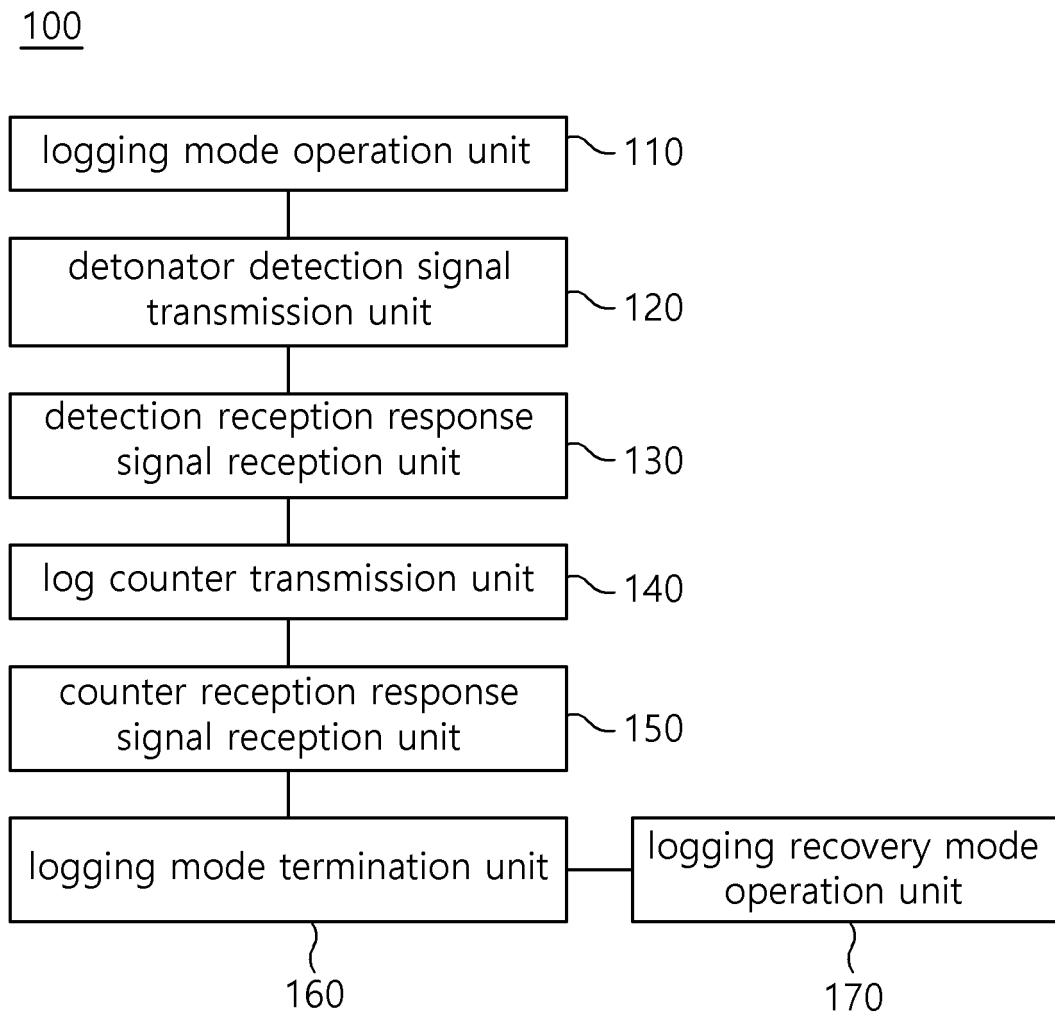 100
logging mode operation unit
110
detonator detection signal
transmission unit
120
detection reception response
signal reception unit
130
log counter transmission unit
140
counter reception response
signal reception unit
150
logging mode termination unit
160
logging recovery mode
operation unit
170